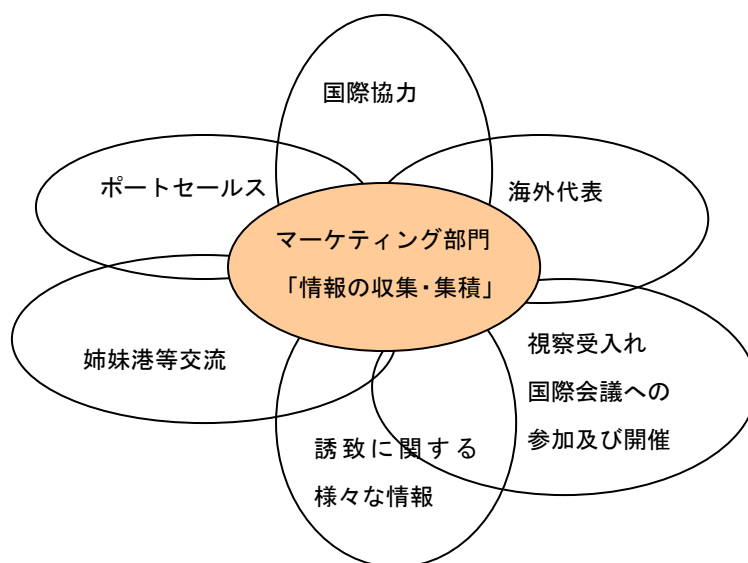 国際協力
ポートセールス
海外代表
マーケティング部門
「情報の収集・集積」
姉妹港等交流
視察受入れ
国際会議への
参加及び開催
誘致に関する
様々な情報